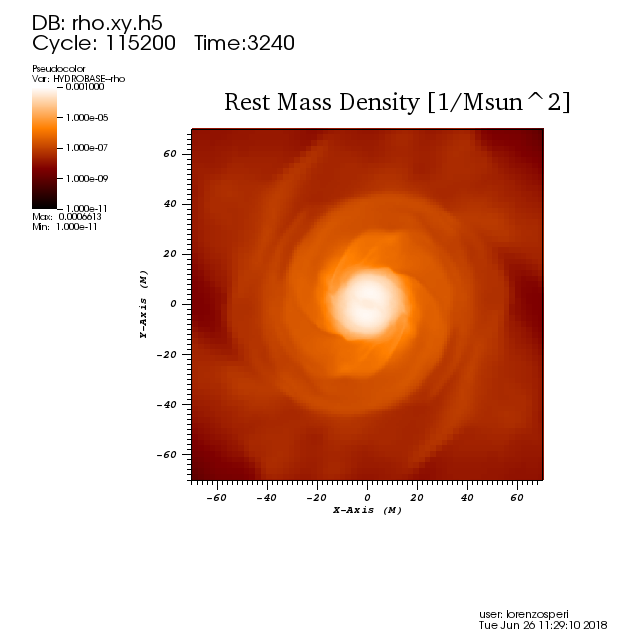 DB: rho.xy.h5
Cycle: 115200 Time:3240
Pseudocolor
Var: HYDROBASE--rho
0.001000
1.000e-05
1.000e-07
1.000e-09
1.000e-11
Max: 0.0006613
Min: 1.000e-11
Rest Mass Density [1/Msun^2]
60
40
20
0
-20
-40
-60
Y-Axis (M)
-60 -40 -20 0 20 40 60
X-Axis (M)
user: lorenzosperi
Tue Jun 26 11:29:10 2018